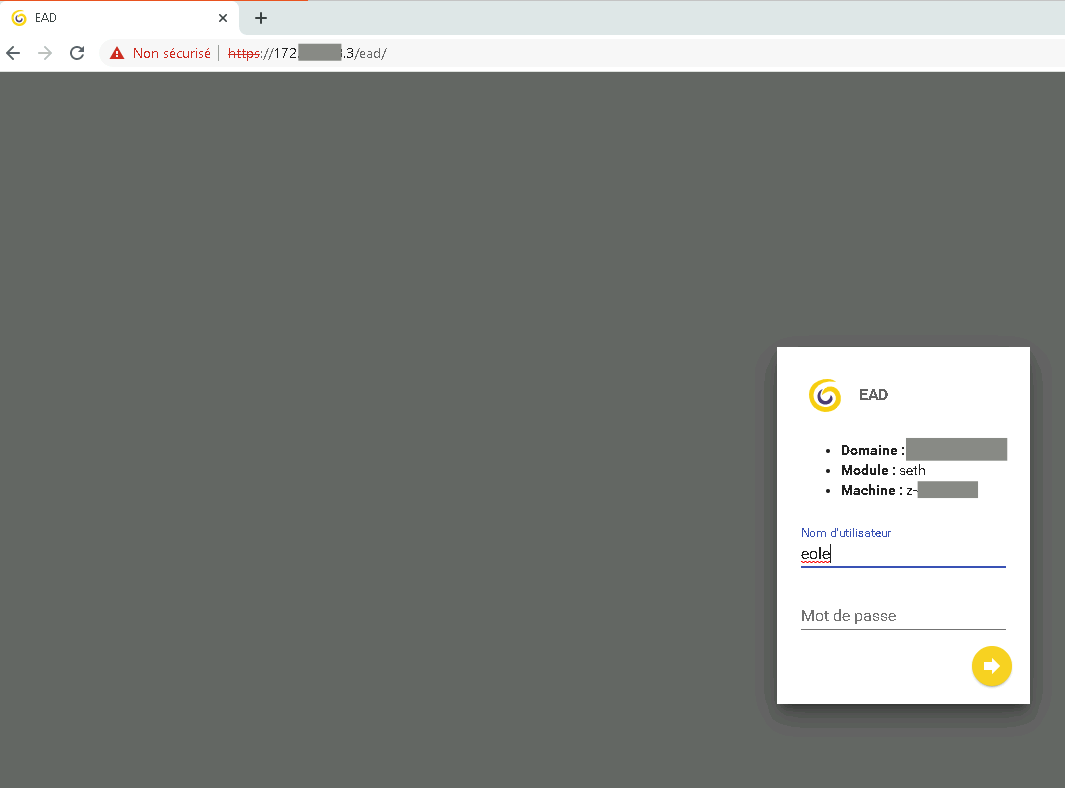 EAD
Non sécurisé https://172 .3/ead/
EAD
Domaine :
Module : seth
Machine : z-
Nom d'utilisateur
eole
Mot de passe